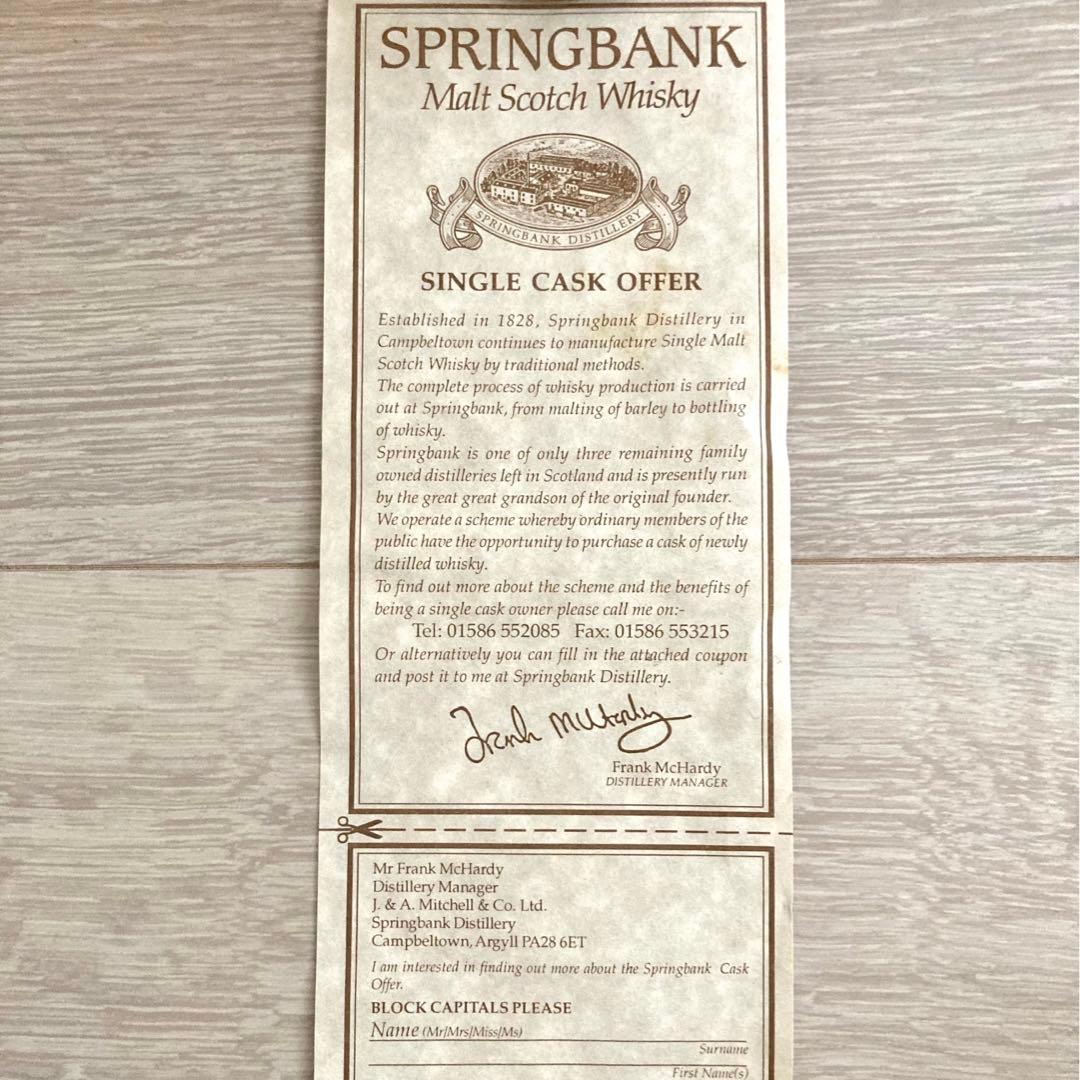 SPRINGBANK
Malt Scotch Whisky
SPRINGBANK DISTILLERY
SINGLE CASK OFFER
Established in 1828, Springbank Distillery in
Campbeltown continues to manufacture Single Malt
Scotch Whisky by traditional methods.
The complete process of whisky production is carried
out at Springbank, from malting of barley to bottling
of whisky.
Springbank is one of only three remaining family
owned distilleries left in Scotland and is presently run
by the great great grandson of the original founder.
We operate a scheme whereby ordinary members of the
public have the opportunity to purchase a cask of newly
distilled whisky.
To find out more about the scheme and the benefits of
being a single cask owner please call me on:-
Tel: 01586 552085 Fax: 01586 553215
Or alternatively you can fill in the attached coupon
and post it to me at Springbank Distillery.
Frank McHardy
Frank McHardy
DISTILLERY MANAGER
Mr Frank McHardy
Distillery Manager
J. & A. Mitchell & Co. Ltd.
Springbank Distillery
Campbeltown, Argyll PA28 6ET
I am interested in finding out more about the Springbank Cask
Offer.
BLOCK CAPITALS PLEASE
Name (Mr/Mrs/Miss/Ms)
Surname
First Name(s)